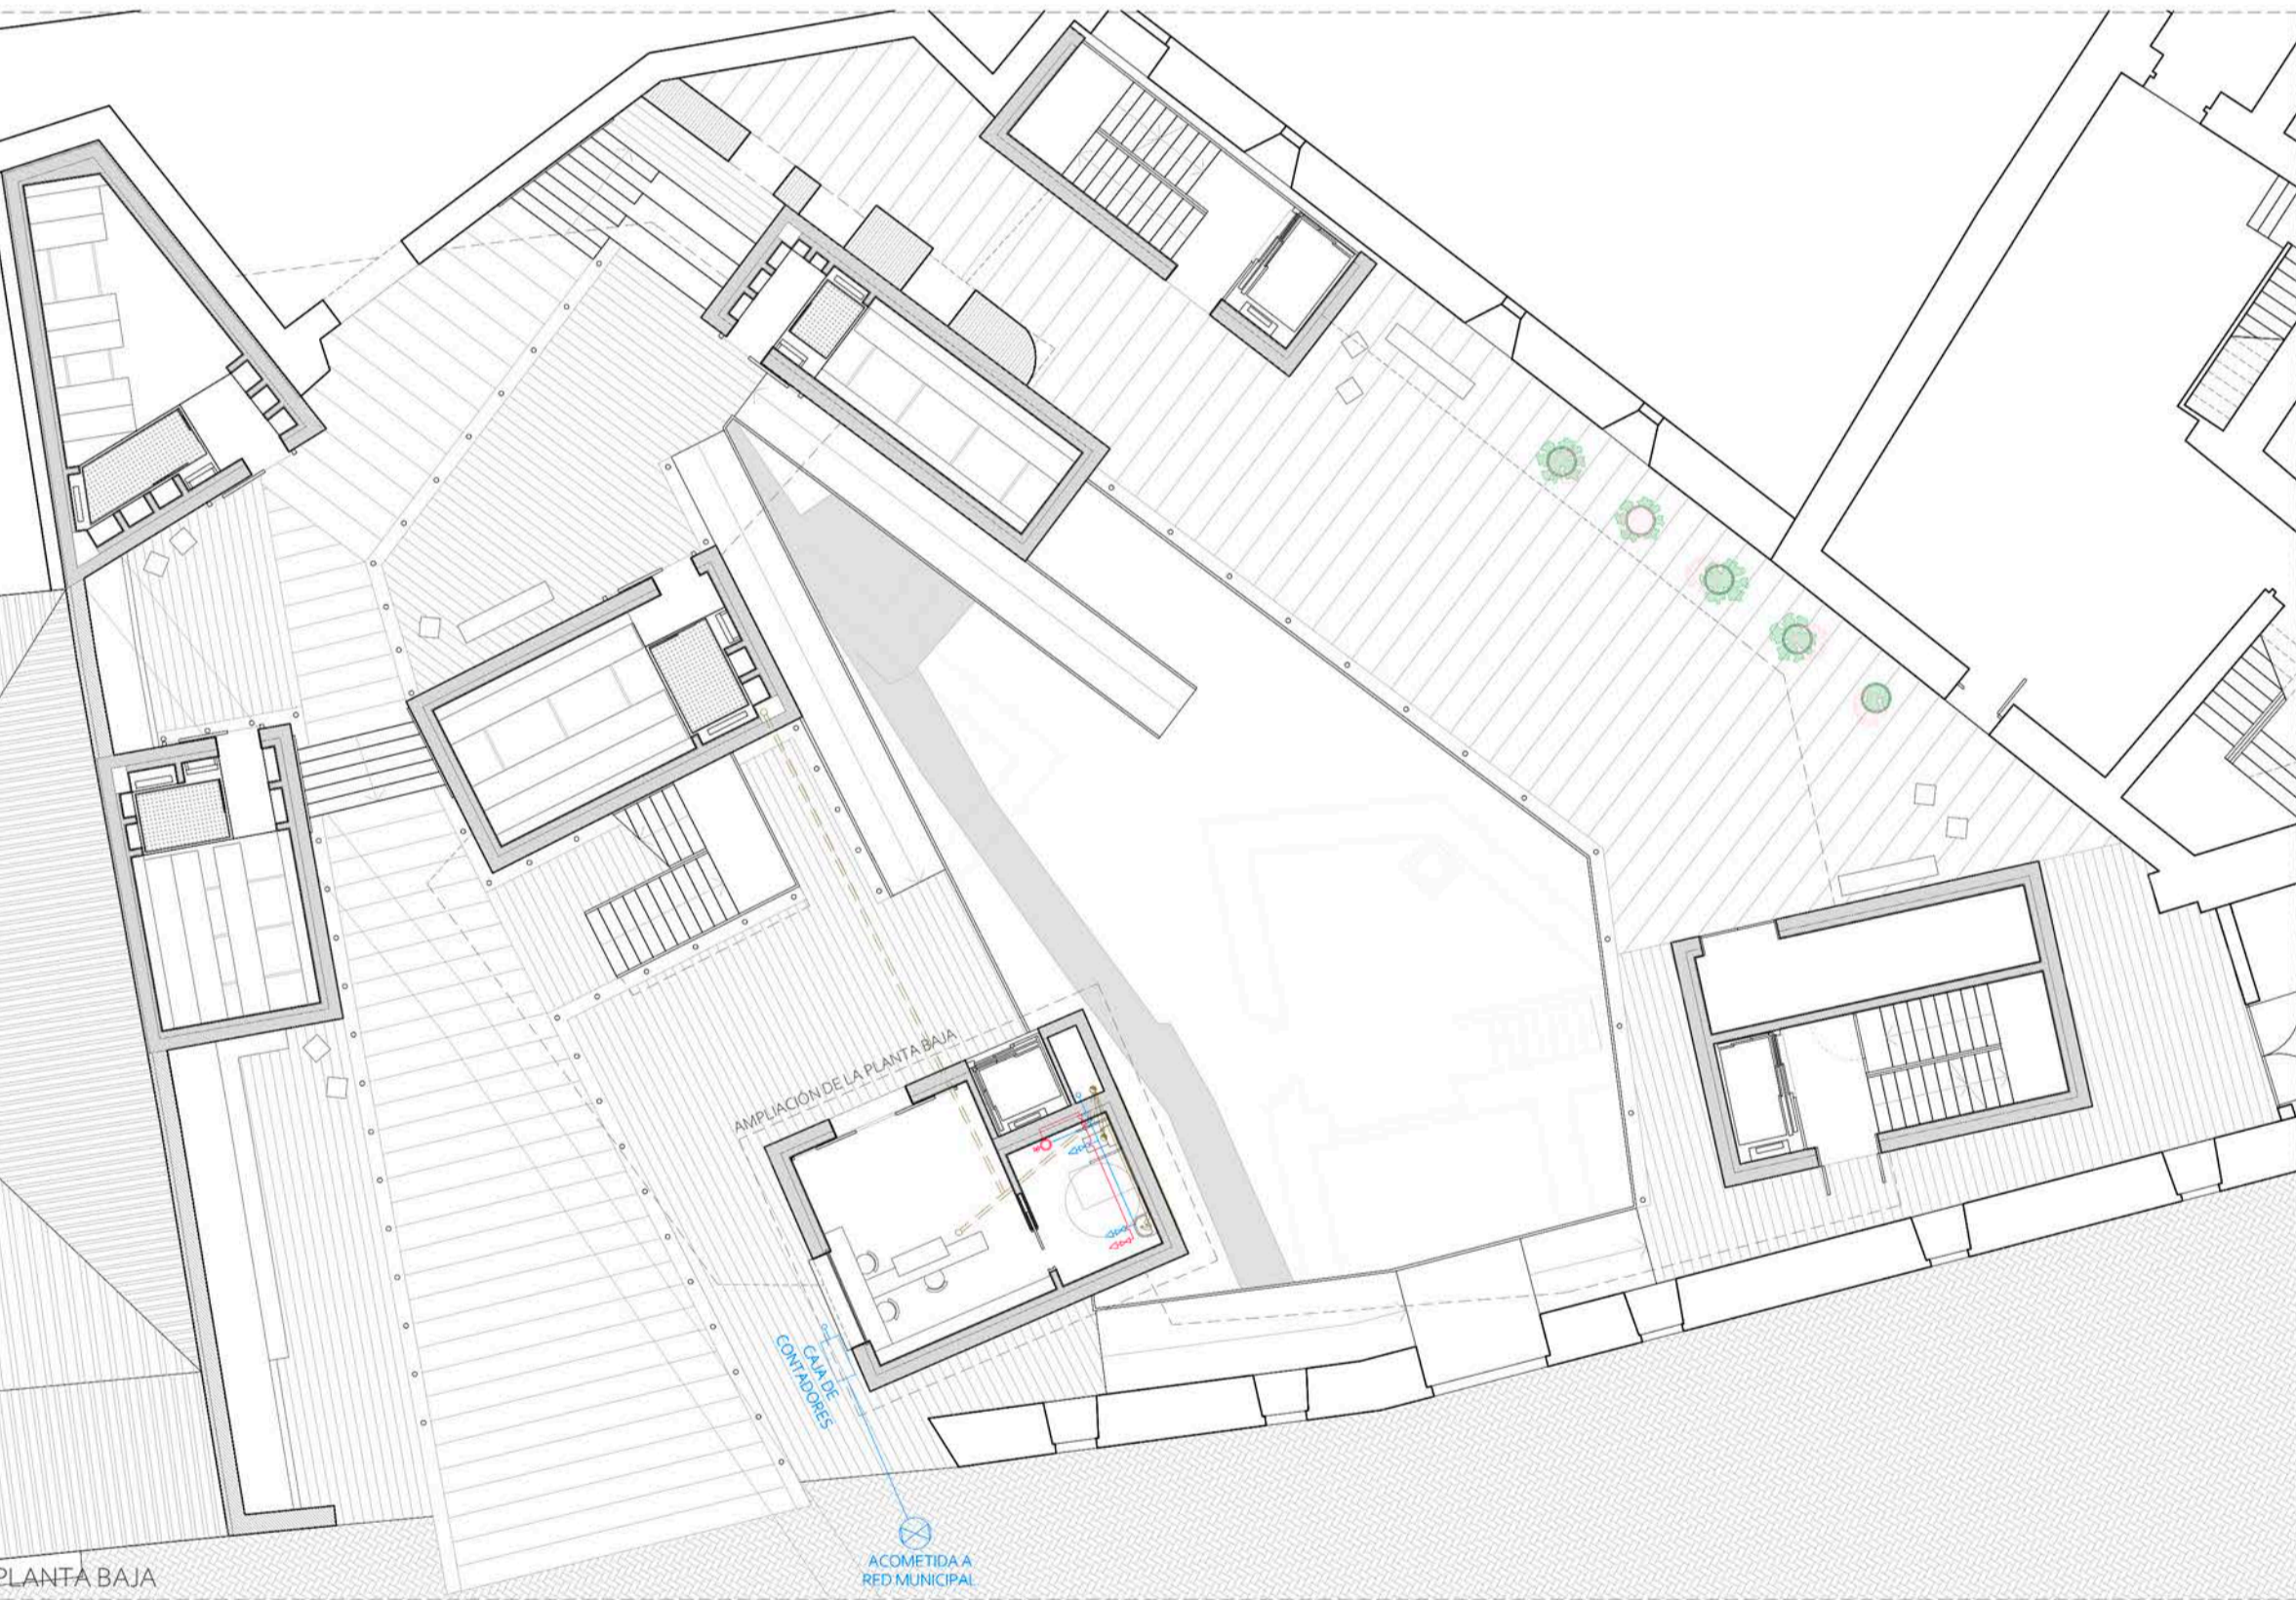 AMPLIACIÓN DE LA PLANTA BAJA
CAJA DE
CONTADORES
ACOMETIDA A
RED MUNICIPAL
PLANTA BAJA